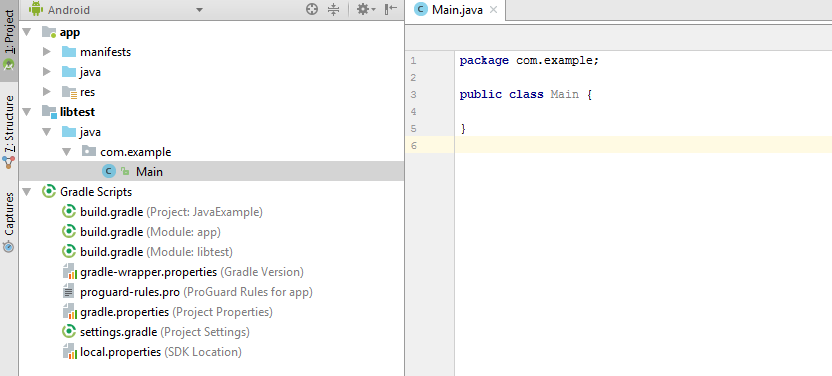 1: Project
7: Structure
Captures
Android
app
manifests
java
res
libtest
java
com.example
Main
Gradle Scripts
build.gradle (Project: JavaExample)
build.gradle (Module: app)
build.gradle (Module: libtest)
gradle-wrapper.properties (Gradle Version)
proguard-rules.pro (ProGuard Rules for app)
gradle.properties (Project Properties)
settings.gradle (Project Settings)
local.properties (SDK Location)
Main.java
1 package com.example;
2
3 public class Main {
4
5 }
6